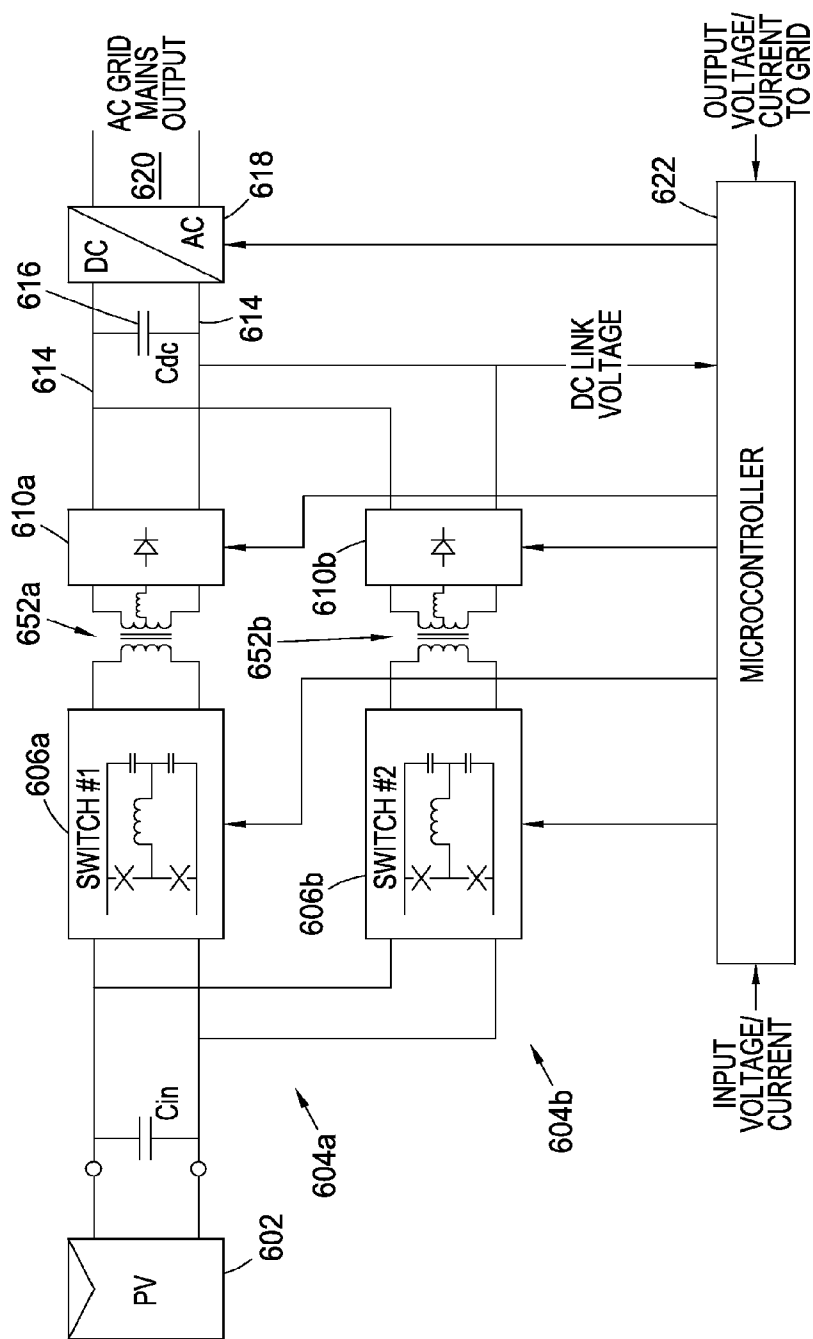 PV
602
Cin
604a
604b
SWITCH #1
606a
SWITCH #2
606b
652a
652b
610a
610b
614
616
614
Cdc
DC
AC
618
620
AC GRID
MAINS
OUTPUT
DC LINK
VOLTAGE
INPUT
VOLTAGE/
CURRENT
MICROCONTROLLER
622
OUTPUT
VOLTAGE/
CURRENT
TO GRID